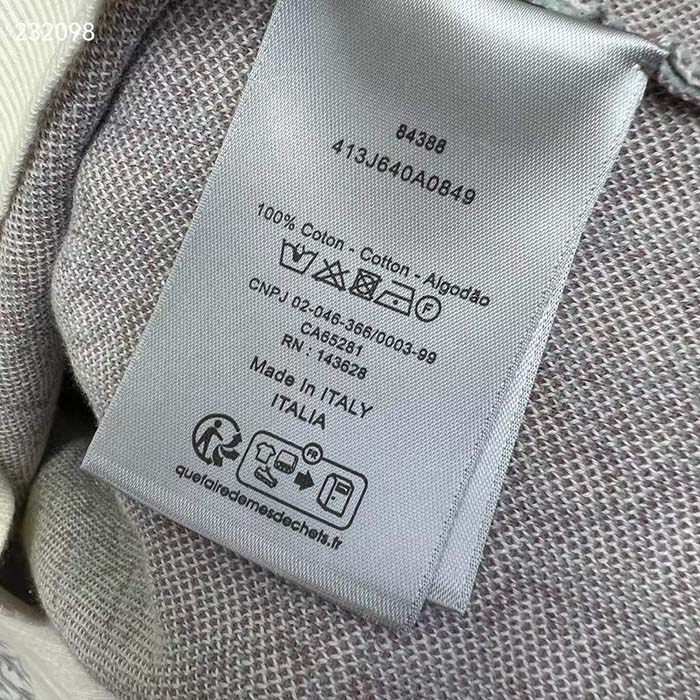 232098
84388
413J640A0849
100% Coton - Cotton - Algodão
F
CNPJ 02-046-366/0003-99
CA65281
RN : 143628
Made In ITALY
ITALIA
FR
quefairedemesdechets.fr